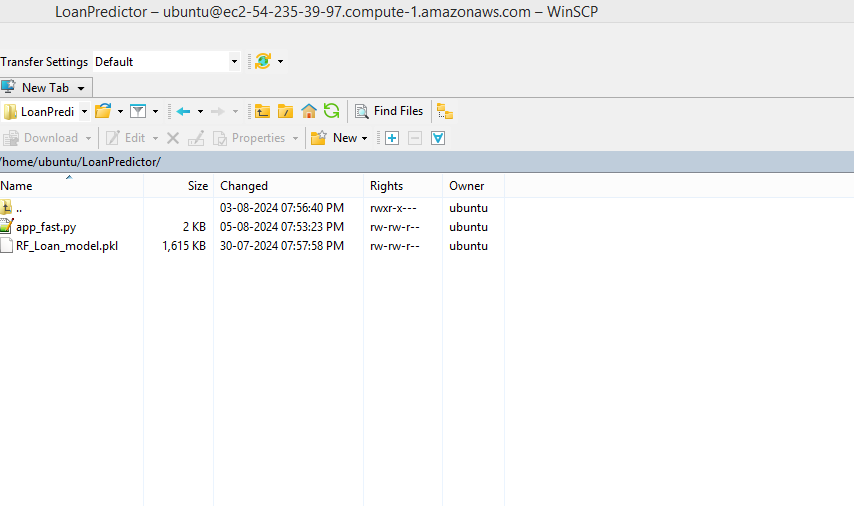 LoanPredictor – ubuntu@ec2-54-235-39-97.compute-1.amazonaws.com – WinSCP
Transfer Settings Default
New Tab
LoanPredi Find Files
Download Edit Properties New
/home/ubuntu/LoanPredictor/
Name Size Changed Rights Owner
.. 03-08-2024 07:56:40 PM rwxr-x--- ubuntu
app_fast.py 2 KB 05-08-2024 07:53:23 PM rw-rw-r-- ubuntu
RF_Loan_model.pkl 1,615 KB 30-07-2024 07:57:58 PM rw-rw-r-- ubuntu